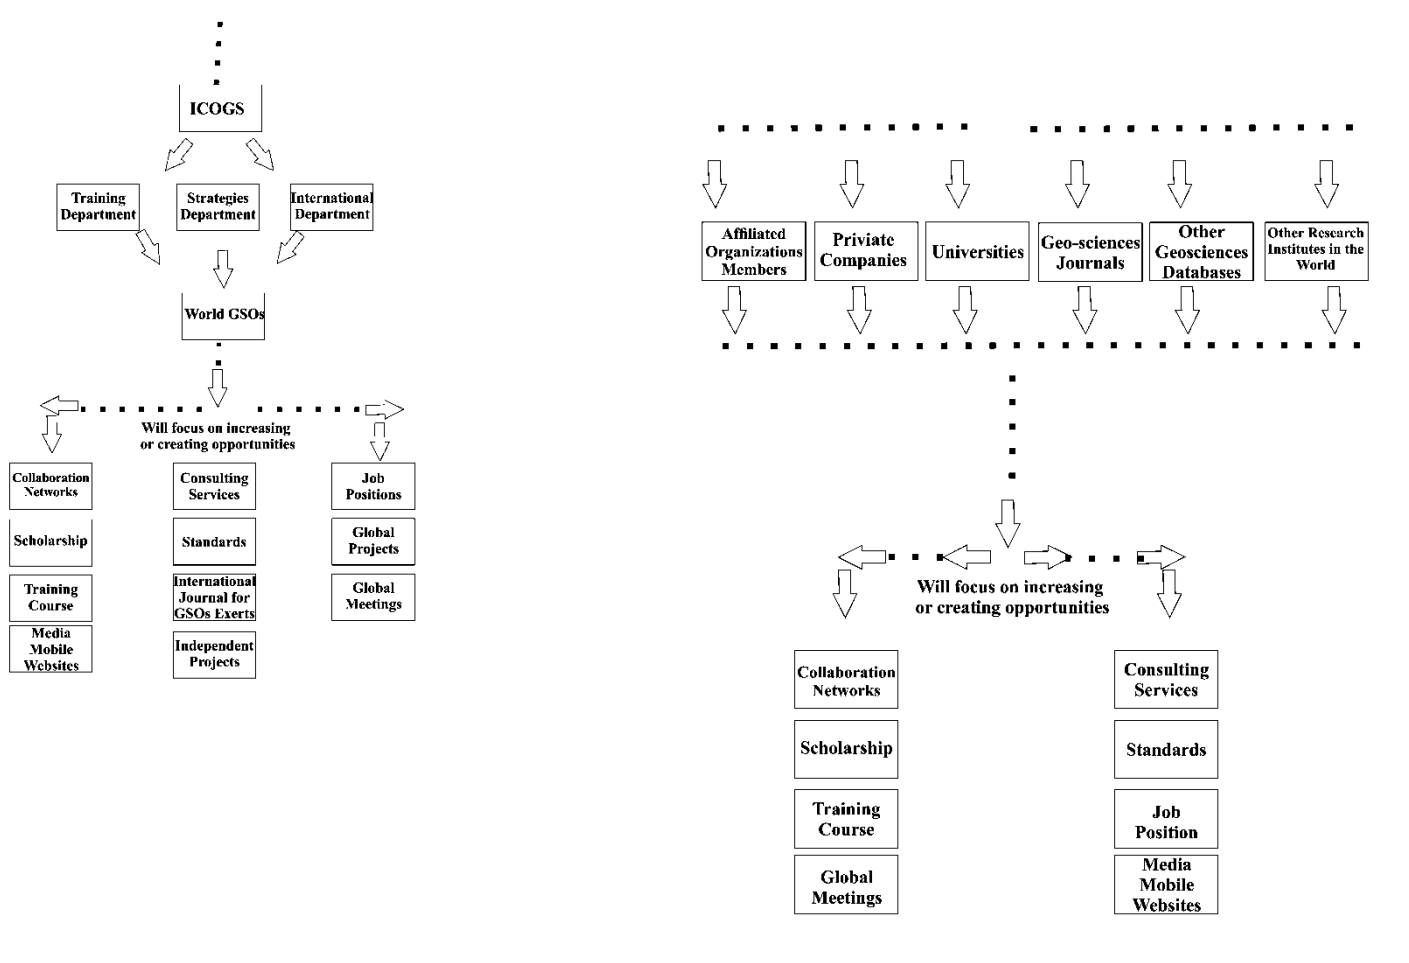 ICOGS
Training
Department
Strategies
Department
International
Department
World GSOs
Will focus on increasing
or creating opportunities
Collaboration
Networks
Scholarship
Training
Course
Media
Mobile
Websites
Consulting
Services
Standards
International
Journal for
GSOs Exerts
Independent
Projects
Job
Positions
Global
Projects
Global
Meetings
Affiliated
Organizations
Members
Priviate
Companies
Universities
Geo-sciences
Journals
Other
Geosciences
Databases
Other Research
Institutes in the
World
Will focus on increasing
or creating opportunities
Collaboration
Networks
Scholarship
Training
Course
Global
Meetings
Consulting
Services
Standards
Job
Position
Media
Mobile
Websites